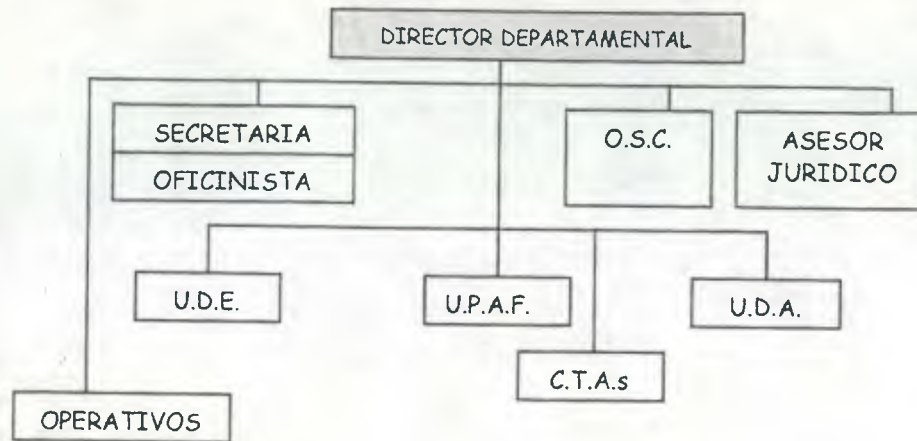 DIRECTOR DEPARTAMENTAL
SECRETARIA
OFICINISTA
O.S.C.
ASESOR
JURIDICO
U.D.E.
U.P.A.F.
U.D.A.
C.T.A.s
OPERATIVOS